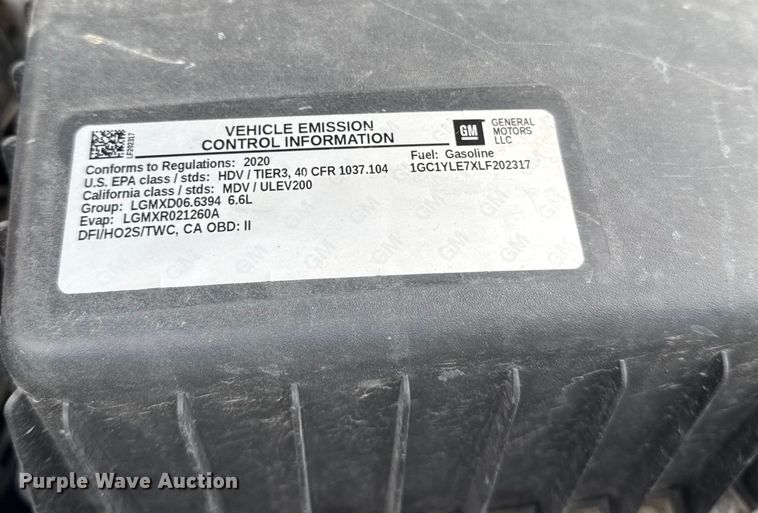 LF202317
VEHICLE EMISSION
CONTROL INFORMATION
GM
GENERAL
MOTORS
LLC
Conforms to Regulations: 2020
Fuel: Gasoline
U.S. EPA class / stds: HDV / TIER3, 40 CFR 1037.104
1GC1YLE7XLF202317
California class / stds: MDV / ULEV200
Group: LGMXD06.6394 6.6L
Evap: LGMXR021260A
DFI/HO2S/TWC, CA OBD: II
Purple Wave Auction